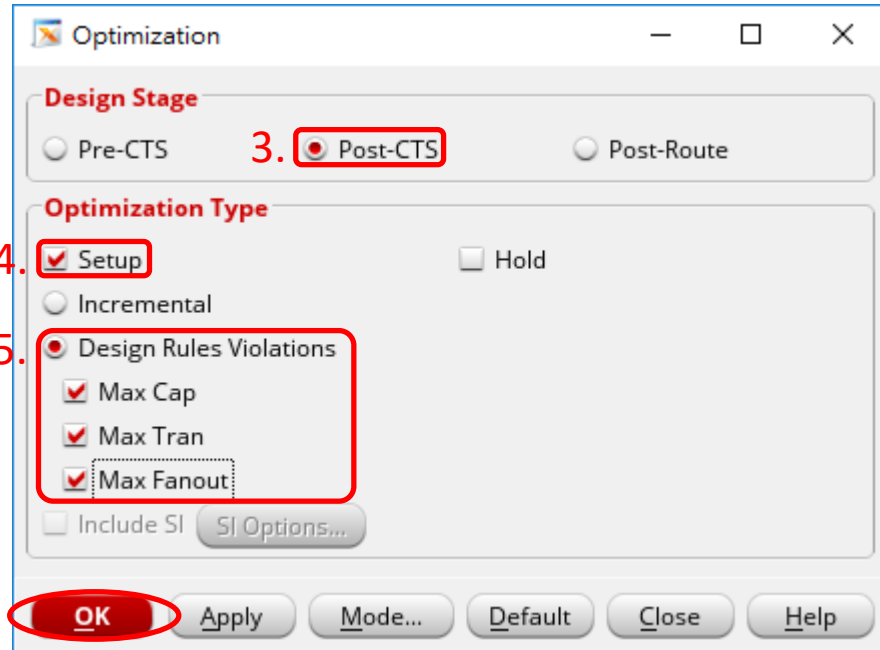 Optimization
Design Stage
Pre-CTS 3. Post-CTS Post-Route
Optimization Type
4. Setup Hold
Incremental
5. Design Rules Violations
Max Cap
Max Tran
Max Fanout
Include SI SI Options...
OK Apply Mode... Default Close Help